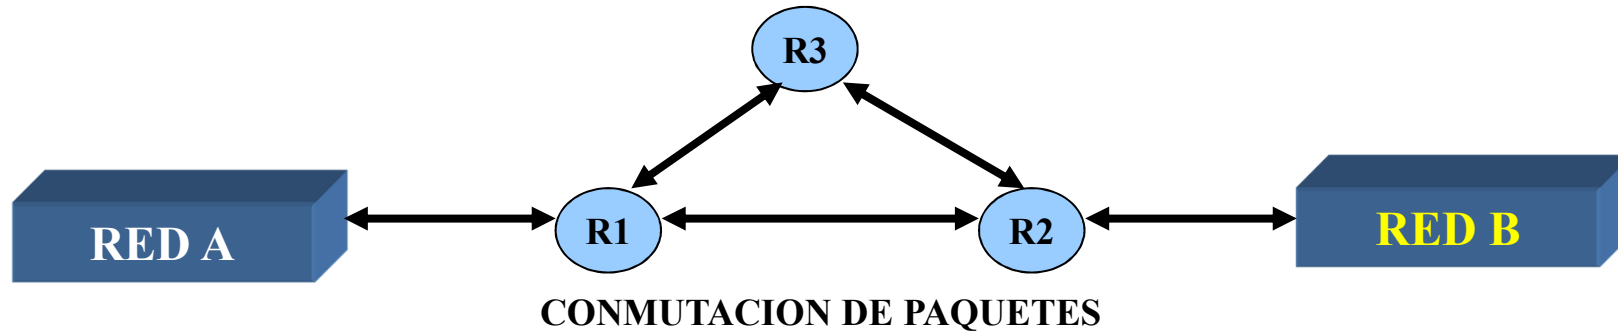 R3
RED A
R1
R2
RED B
CONMUTACION DE PAQUETES